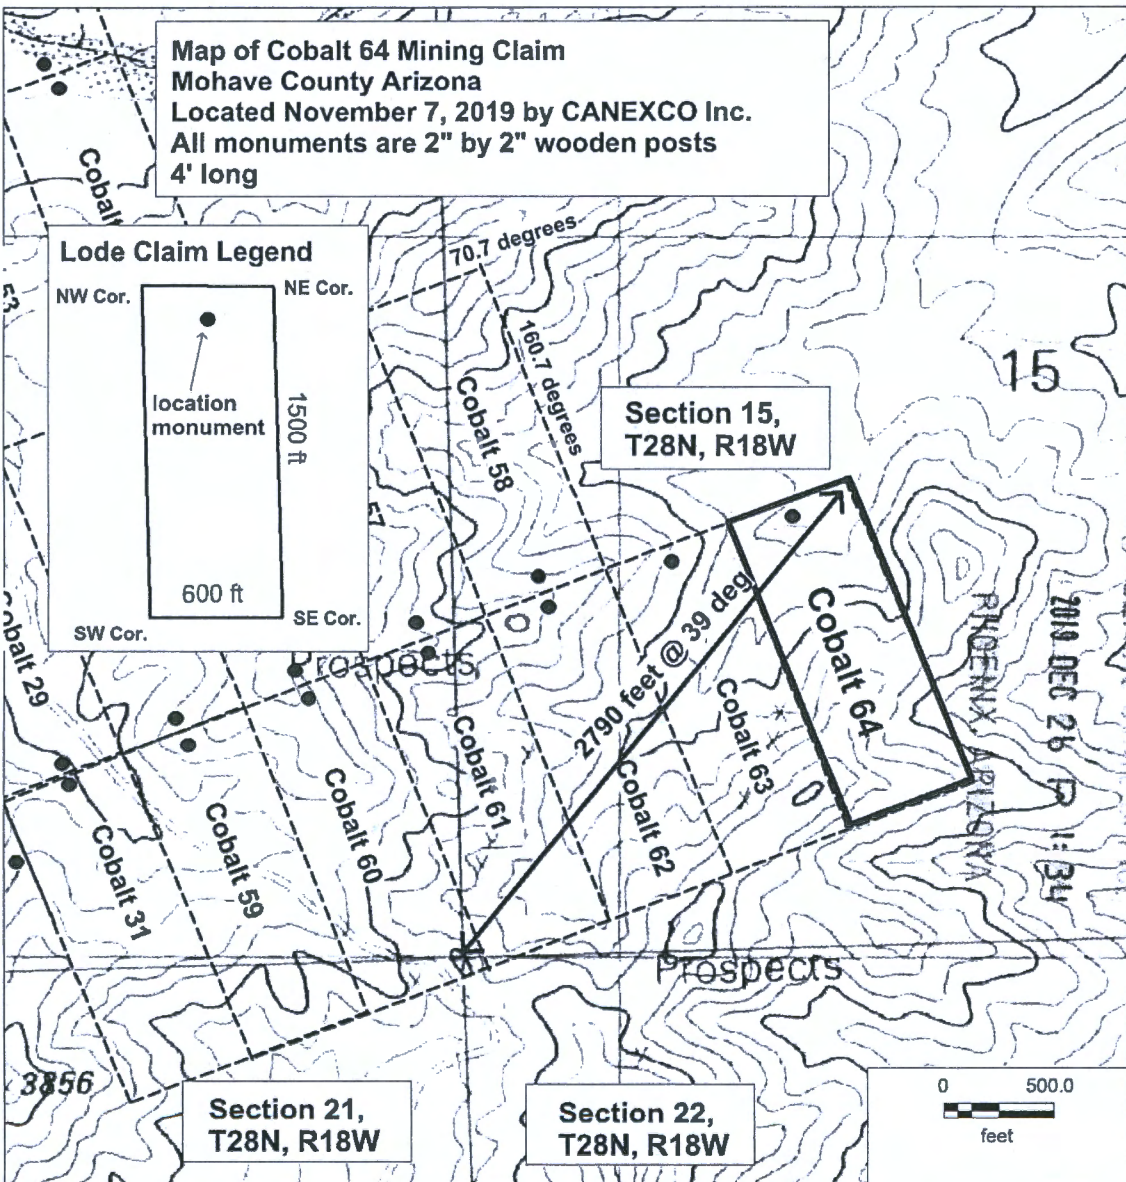 Map of Cobalt 64 Mining Claim
Mohave County Arizona
Located November 7, 2019 by CANEXCO Inc.
All monuments are 2" by 2" wooden posts
4' long
Cobalt
Lode Claim Legend
NW Cor.
NE Cor.
location
monument
1500 ft
600 ft
SW Cor.
SE Cor.
53
57
70.7 degrees
160.7 degrees
Cobalt 58
15
Section 15,
T28N, R18W
Prospects
2790 feet @ 39 deg
Cobalt 29
Cobalt 31
Cobalt 59
Cobalt 60
Cobalt 61
Cobalt 62
Cobalt 63
Cobalt 64
DEC 26 P 1:34
PHOENIX, ARIZONA
Prospects
3856
Section 21,
T28N, R18W
Section 22,
T28N, R18W
0 500.0
feet